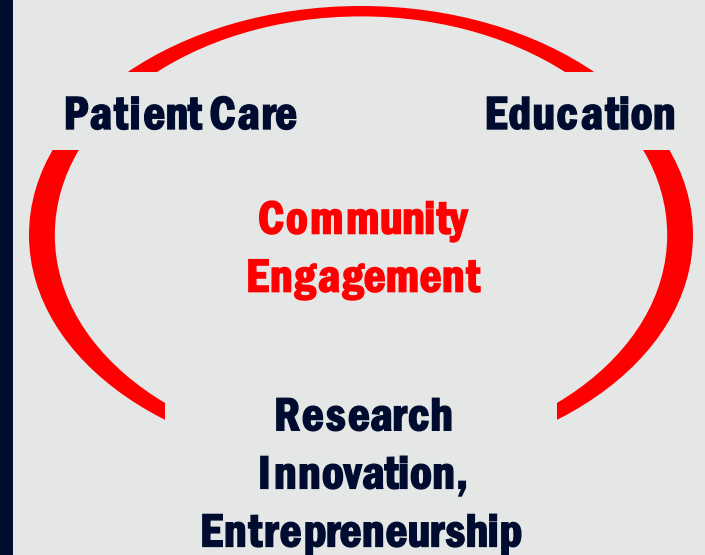 Patient Care
Education
Community
Engagement
Research
Innovation,
Entrepreneurship